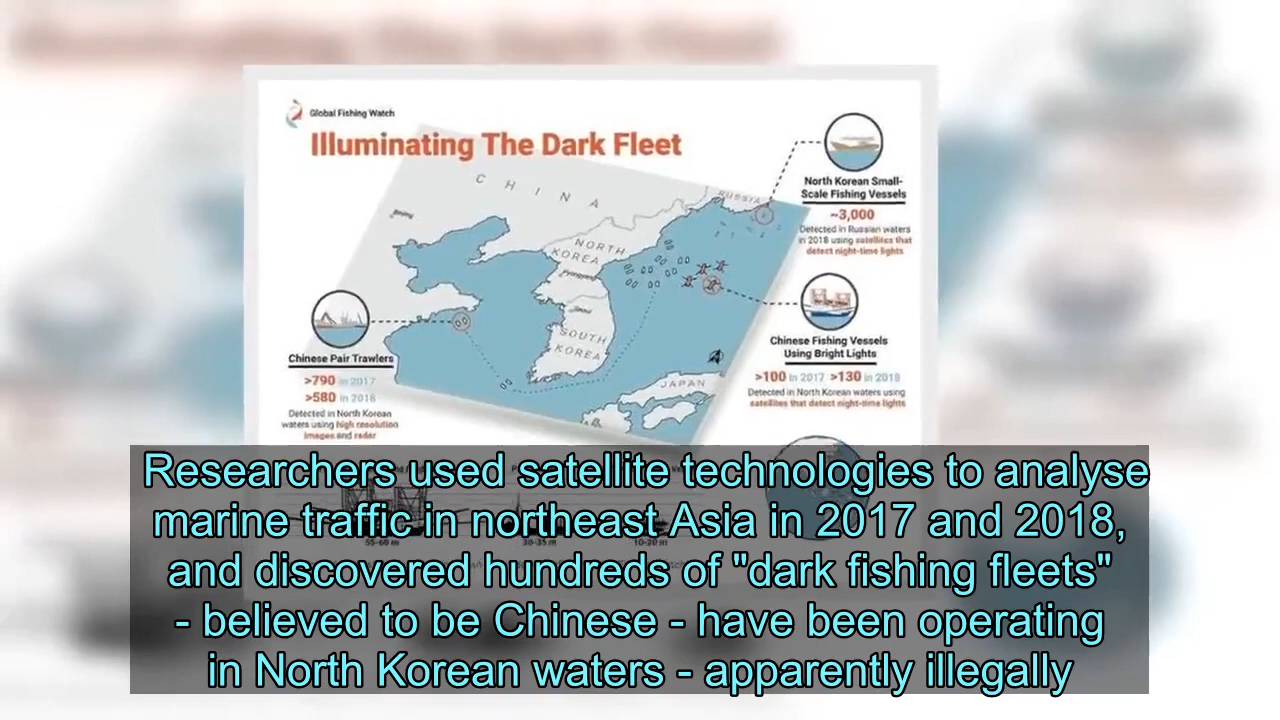 Global Fishing Watch
Illuminating The Dark Fleet
CHINA
RUSSIA
NORTH
KOREA
SOUTH
KOREA
JAPAN
North Korean Small-
Scale Fishing Vessels
~3,000
Detected in Russian waters
in 2018 using satellites that
detect night-time lights
Chinese Fishing Vessels
Using Bright Lights
>100 in 2017 >130 in 2018
Detected in North Korean waters using
satellites that detect night-time lights
Chinese Pair Trawlers
>790 in 2017
>580 in 2018
Detected in North Korean
waters using high resolution
images and radar
55-60 m
30-35 m
10-20 m
Researchers used satellite technologies to analyse
marine traffic in northeast Asia in 2017 and 2018,
and discovered hundreds of "dark fishing fleets"
- believed to be Chinese - have been operating
in North Korean waters - apparently illegally